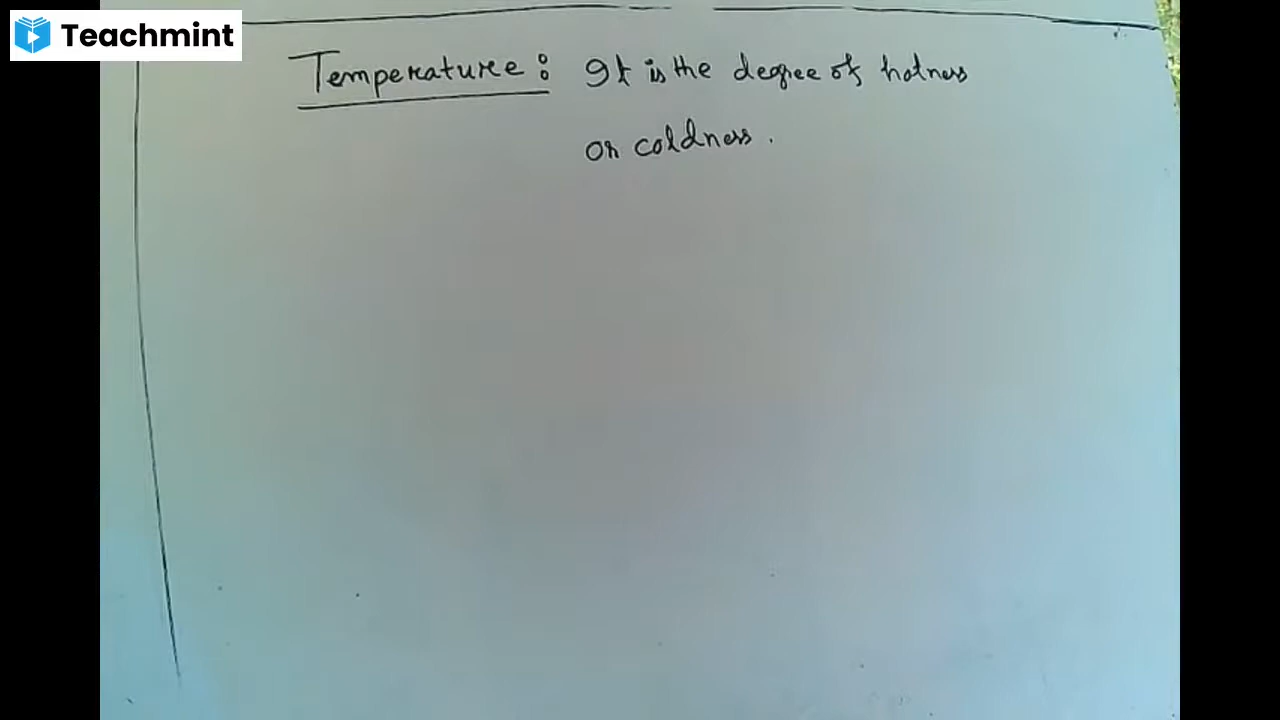 Teachmint
Temperature: It is the degree of hotness
or coldness.